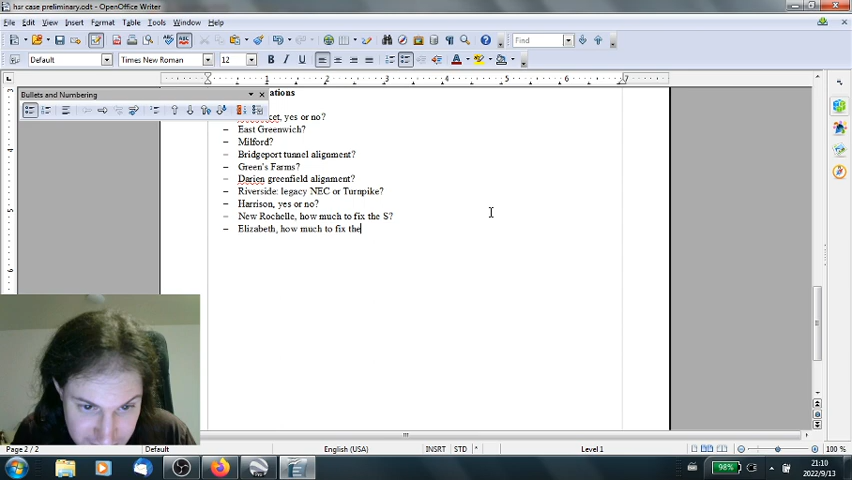 hsr case preliminary.odt - OpenOffice Writer
File Edit View Insert Format Table Tools Window Help
Find
Default Times New Roman 12
Bullets and Numbering
ations
cet, yes or no?
– East Greenwich?
– Milford?
– Bridgeport tunnel alignment?
– Green's Farms?
– Darien greenfield alignment?
– Riverside: legacy NEC or Turnpike?
– Harrison, yes or no?
– New Rochelle, how much to fix the S?
– Elizabeth, how much to fix the
Page 2 / 2 Default English (USA) INSRT STD * Level 1 100 %
98% 21:10
2022/9/13